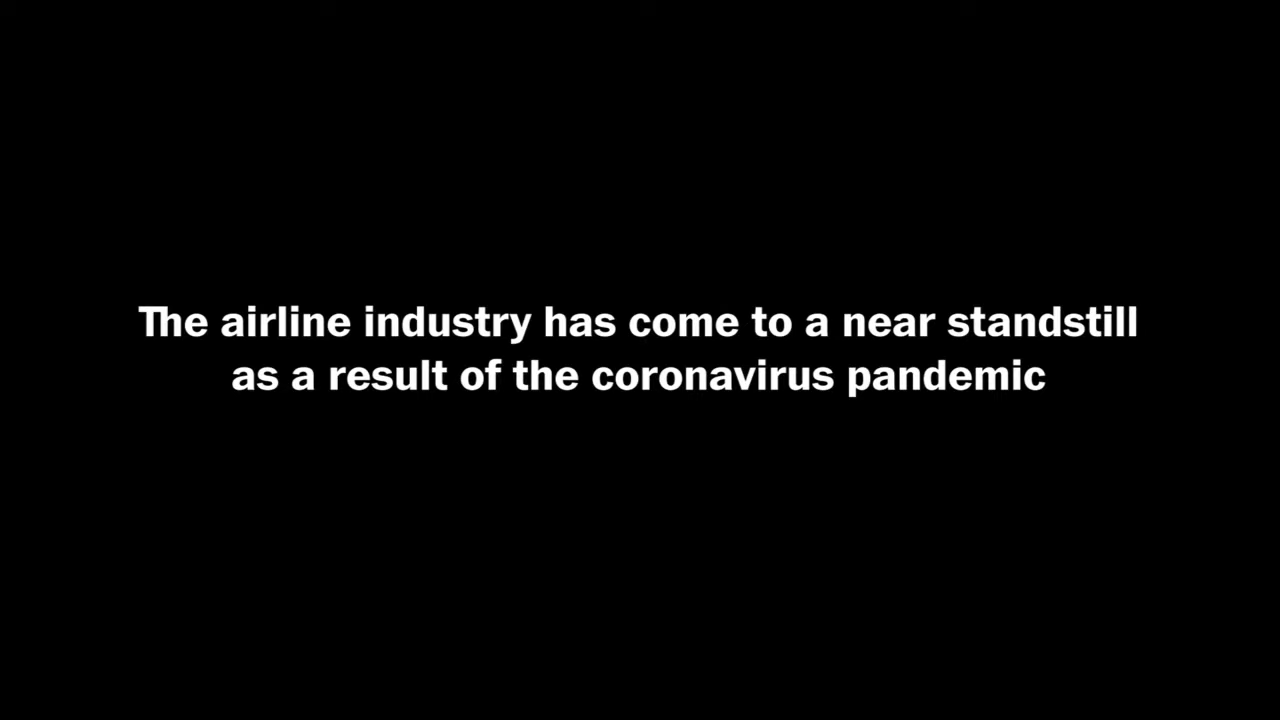 The airline industry has come to a near standstill
as a result of the coronavirus pandemic